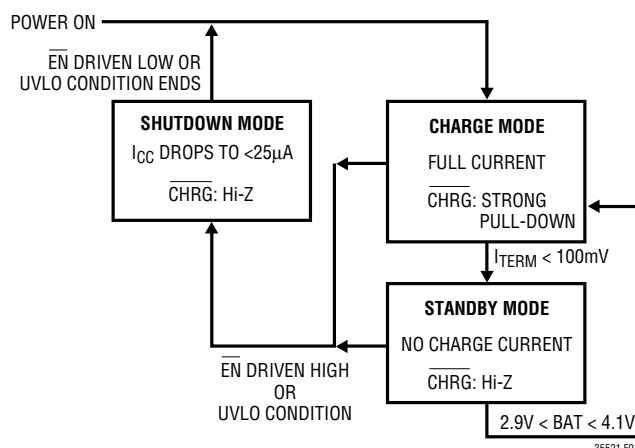 POWER ON
EN DRIVEN LOW OR
UVLO CONDITION ENDS
SHUTDOWN MODE
ICC DROPS TO <25µA
CHRG: Hi-Z
CHARGE MODE
FULL CURRENT
CHRG: STRONG
PULL-DOWN
ITERM < 100mV
STANDBY MODE
NO CHARGE CURRENT
CHRG: Hi-Z
EN DRIVEN HIGH
OR
UVLO CONDITION
2.9V < BAT < 4.1V